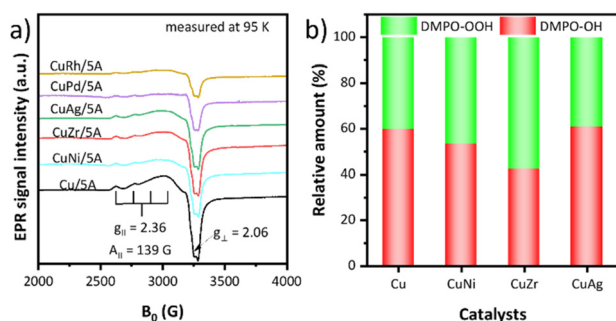 a)
measured at 95 K
CuRh/5A
CuPd/5A
CuAg/5A
CuZr/5A
CuNi/5A
Cu/5A
g|| = 2.36
A|| = 139 G
g⊥ = 2.06
EPR signal intensity (a.u.)
2000 2500 3000 3500 4000
B₀ (G)
b)
DMPO-OOH DMPO-OH
Relative amount (%)
100
80
60
40
20
0
Cu CuNi CuZr CuAg
Catalysts